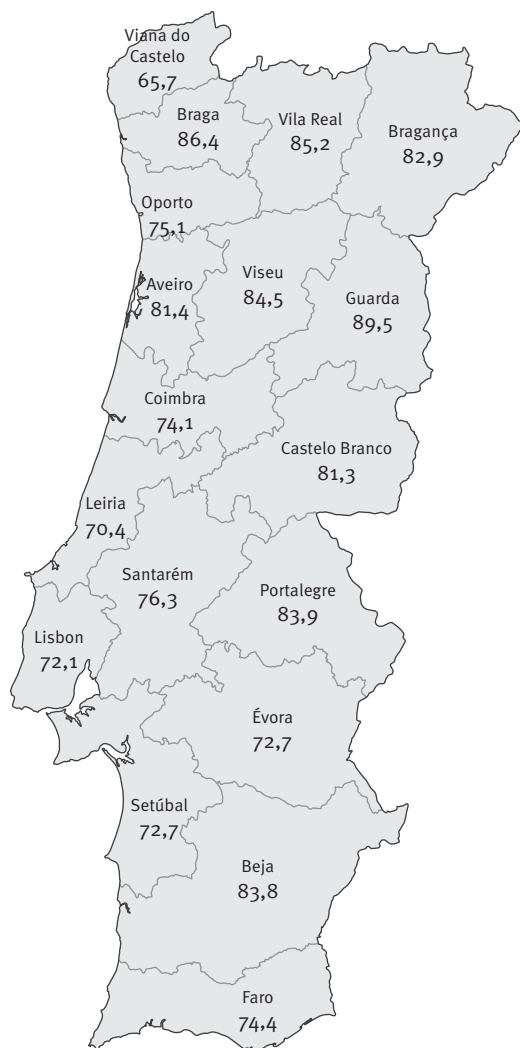 Viana do
Castelo
65,7
Braga
86,4
Vila Real
85,2
Bragança
82,9
Oporto
75,1
Aveiro
81,4
Viseu
84,5
Guarda
89,5
Coimbra
74,1
Castelo Branco
81,3
Leiria
70,4
Santarém
76,3
Portalegre
83,9
Lisbon
72,1
Évora
72,7
Setúbal
72,7
Beja
83,8
Faro
74,4